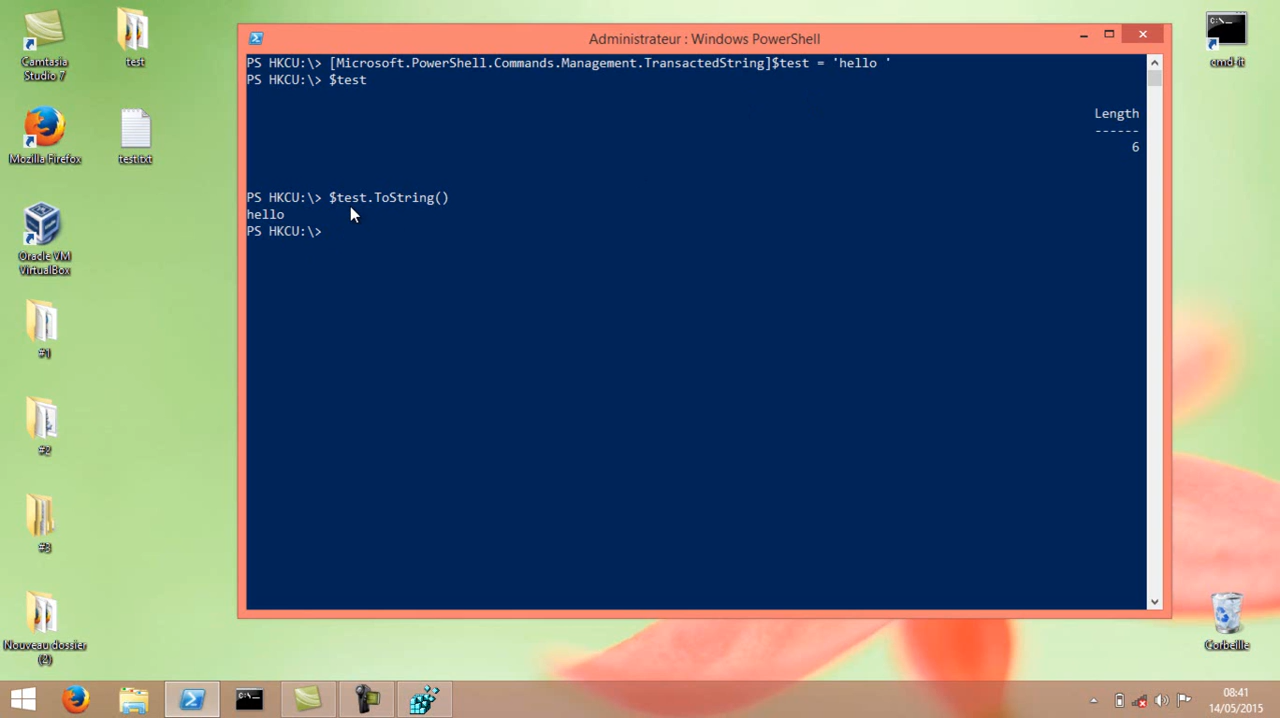 Administrateur : Windows PowerShell
PS HKCU:\> [Microsoft.PowerShell.Commands.Management.TransactedString]$test = 'hello '
PS HKCU:\> $test
Length
------
6
PS HKCU:\> $test.ToString()
hello
PS HKCU:\>
Camtasia
Studio 7
test
Mozilla Firefox
test.txt
Oracle VM
VirtualBox
#1
#2
#3
Nouveau dossier
(2)
C:\...
cmd-it
Corbeille
C:\...
08:41
14/05/2015